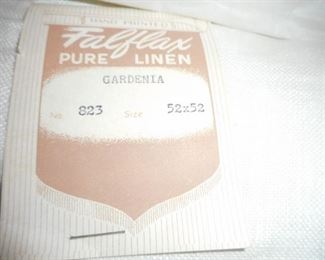 HAND PRINTED
Falflax
PURE LINEN
GARDENIA
No. 823 Size 52x52